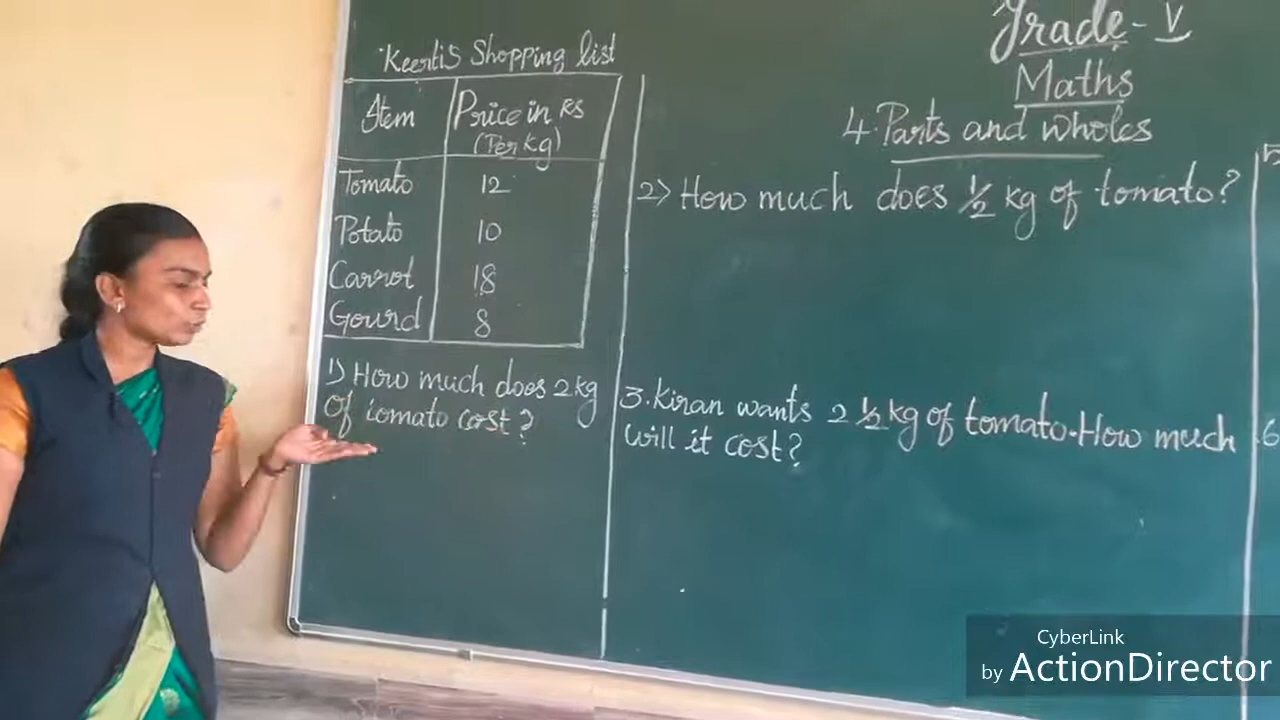 Keerti's Shopping list
Item Price in Rs
(Per kg)
Tomato 12
Potato 10
Carrot 18
Gourd 8
1) How much does 2 kg
of tomato cost?
Grade - V
Maths
4. Parts and wholes
2) How much does 1/2 kg of tomato?
3. Kiran wants 2 1/2 kg of tomato. How much
will it cost?
6
CyberLink
by ActionDirector